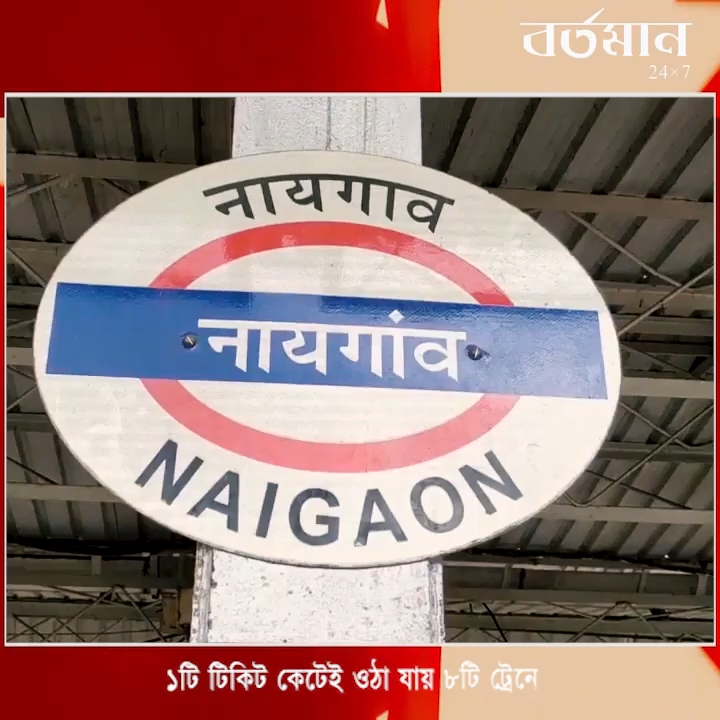 বর্তমান
24×7
नायगाव
नायगांव
NAIGAON
১টি টিকিট কেটেই ওঠা যায় ৮টি ট্রেনে